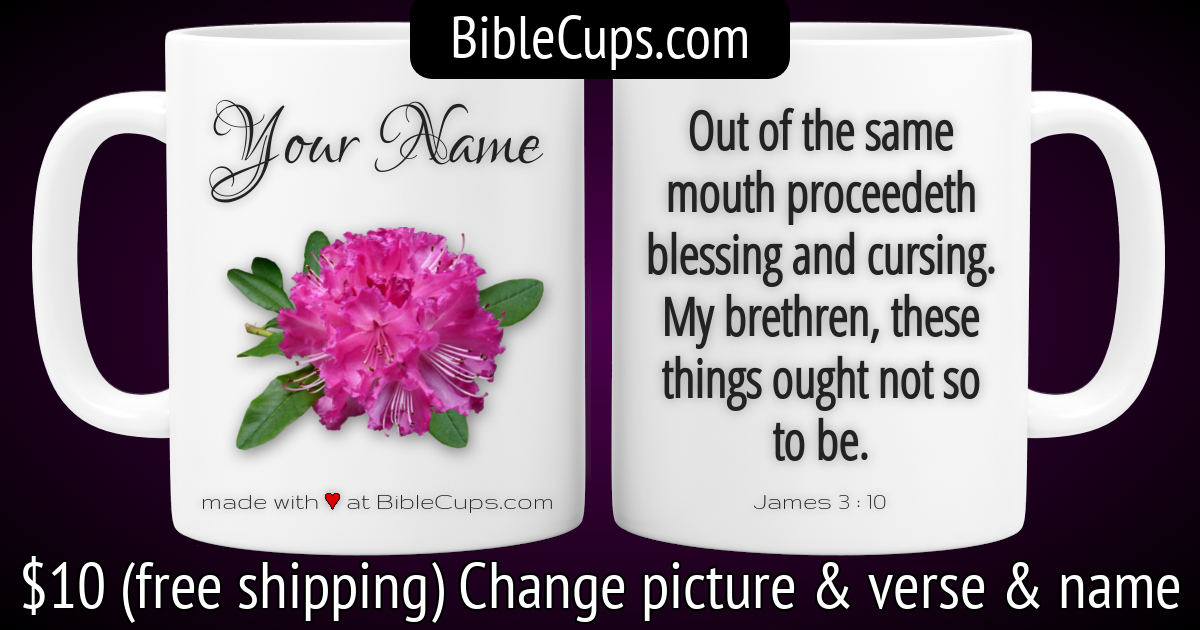 BibleCups.com
Your Name
made with ♥ at BibleCups.com
Out of the same
mouth proceedeth
blessing and cursing.
My brethren, these
things ought not so
to be.
James 3 : 10
$10 (free shipping) Change picture & verse & name